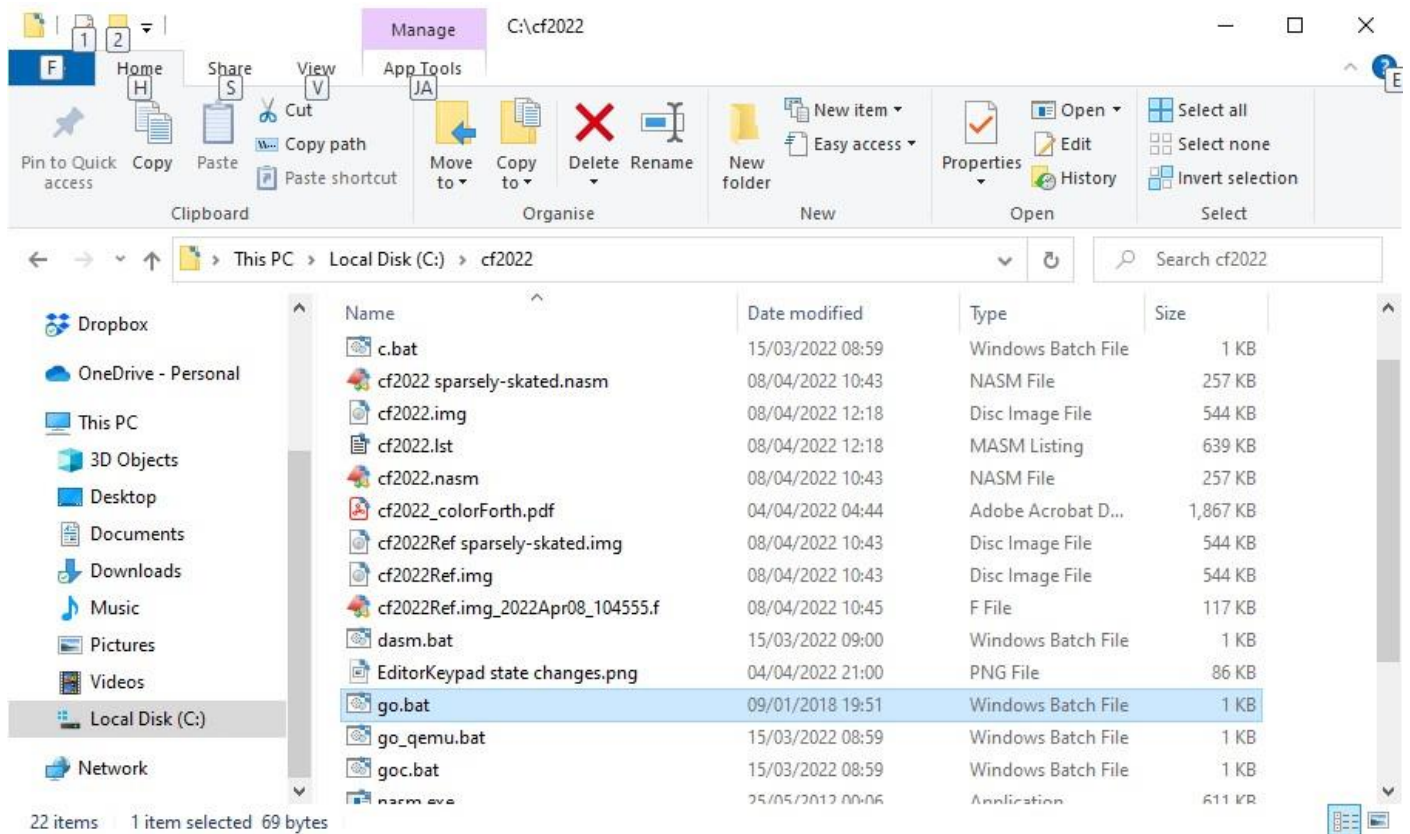 1 2 Manage C:\cf2022
F Home Share View App Tools
H S V JA E
Cut
Copy path
Paste shortcut
Pin to Quick access Copy Paste
Move to Copy to Delete Rename
New folder New item Easy access
Properties Open Edit History
Select all
Select none
Invert selection
Clipboard Organise New Open Select
This PC Local Disk (C:) cf2022 Search cf2022
Dropbox
OneDrive - Personal
This PC
3D Objects
Desktop
Documents
Downloads
Music
Pictures
Videos
Local Disk (C:)
Network
Name Date modified Type Size
c.bat 15/03/2022 08:59 Windows Batch File 1 KB
cf2022 sparsely-skated.nasm 08/04/2022 10:43 NASM File 257 KB
cf2022.img 08/04/2022 12:18 Disc Image File 544 KB
cf2022.lst 08/04/2022 12:18 MASM Listing 639 KB
cf2022.nasm 08/04/2022 10:43 NASM File 257 KB
cf2022_colorForth.pdf 04/04/2022 04:44 Adobe Acrobat D... 1,867 KB
cf2022Ref sparsely-skated.img 08/04/2022 10:43 Disc Image File 544 KB
cf2022Ref.img 08/04/2022 10:43 Disc Image File 544 KB
cf2022Ref.img_2022Apr08_104555.f 08/04/2022 10:45 F File 117 KB
dasm.bat 15/03/2022 09:00 Windows Batch File 1 KB
EditorKeypad state changes.png 04/04/2022 21:00 PNG File 86 KB
go.bat 09/01/2018 19:51 Windows Batch File 1 KB
go_qemu.bat 15/03/2022 08:59 Windows Batch File 1 KB
goc.bat 15/03/2022 08:59 Windows Batch File 1 KB
nasm.exe 25/05/2012 00:06 Application 611 KB
22 items 1 item selected 69 bytes